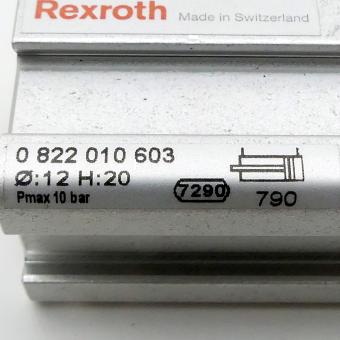 Rexroth
Made in Switzerland
0 822 010 603
Ø:12 H:20
Pmax 10 bar
7290
790